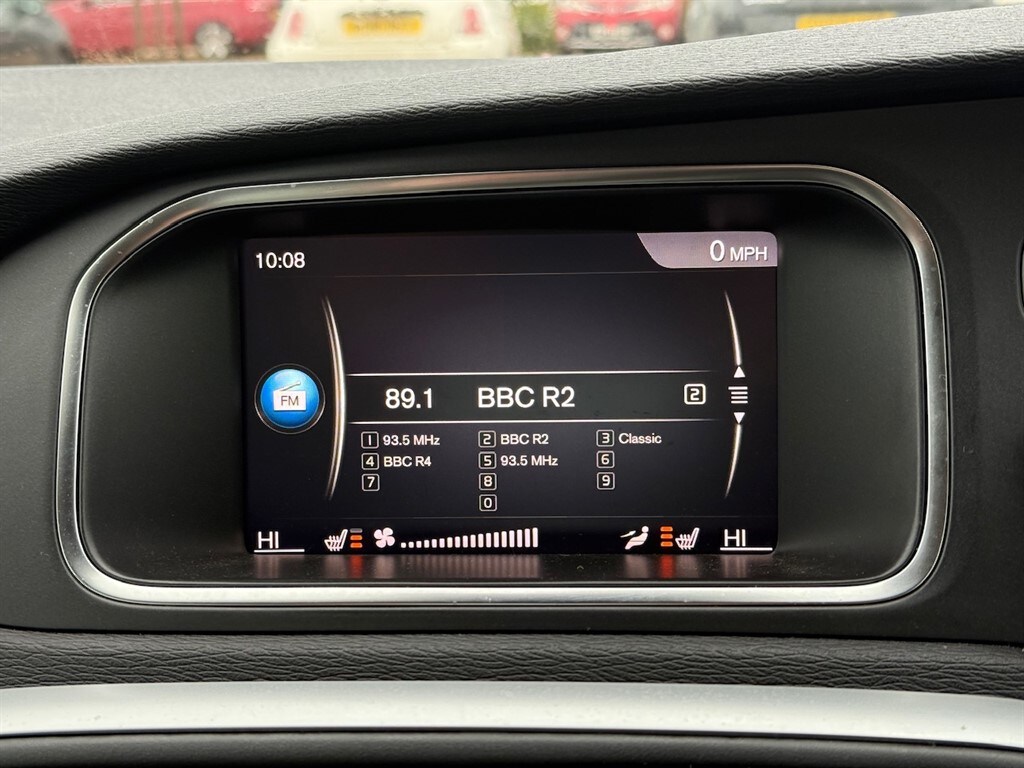 10:08 0 MPH
FM 89.1 BBC R2 2
1 93.5 MHz 2 BBC R2 3 Classic
4 BBC R4 5 93.5 MHz 6
7 8 9
0
HI HI